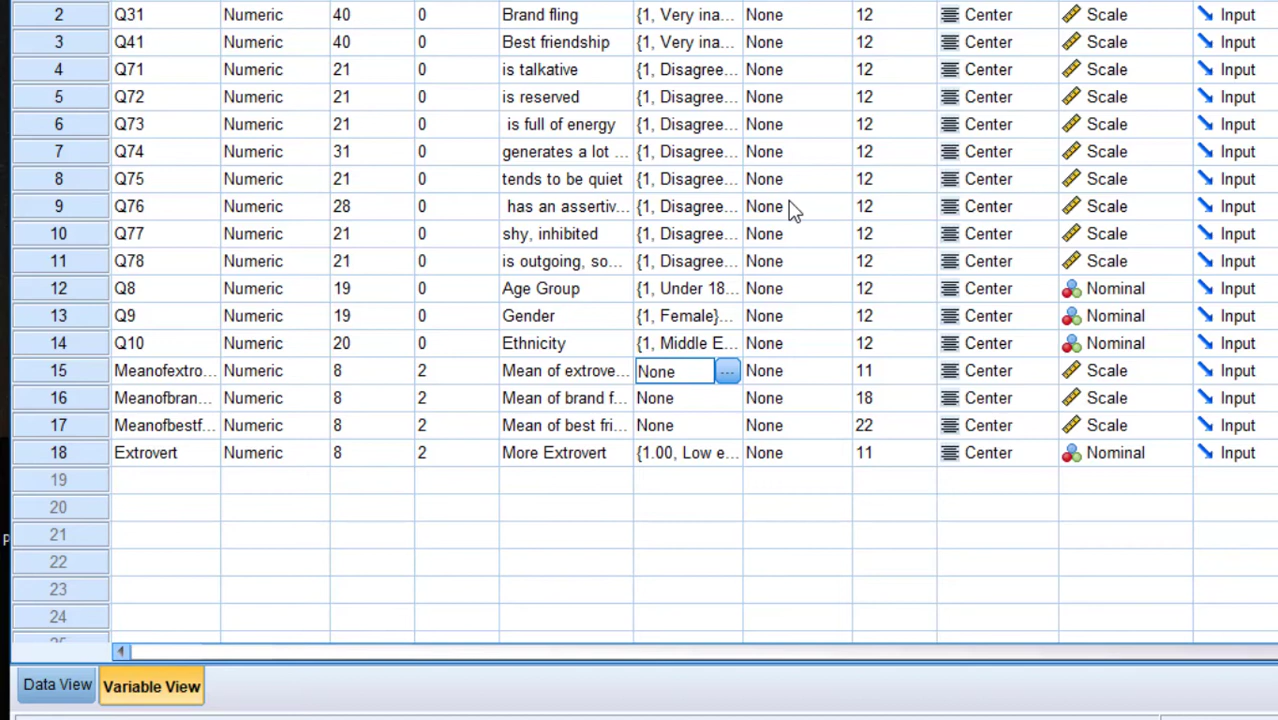 2 Q31 Numeric 40 0 Brand fling {1, Very ina... None 12 Center Scale Input
3 Q41 Numeric 40 0 Best friendship {1, Very ina... None 12 Center Scale Input
4 Q71 Numeric 21 0 is talkative {1, Disagree... None 12 Center Scale Input
5 Q72 Numeric 21 0 is reserved {1, Disagree... None 12 Center Scale Input
6 Q73 Numeric 21 0 is full of energy {1, Disagree... None 12 Center Scale Input
7 Q74 Numeric 31 0 generates a lot ... {1, Disagree... None 12 Center Scale Input
8 Q75 Numeric 21 0 tends to be quiet {1, Disagree... None 12 Center Scale Input
9 Q76 Numeric 28 0 has an assertiv... {1, Disagree... None 12 Center Scale Input
10 Q77 Numeric 21 0 shy, inhibited {1, Disagree... None 12 Center Scale Input
11 Q78 Numeric 21 0 is outgoing, so... {1, Disagree... None 12 Center Scale Input
12 Q8 Numeric 19 0 Age Group {1, Under 18... None 12 Center Nominal Input
13 Q9 Numeric 19 0 Gender {1, Female}... None 12 Center Nominal Input
14 Q10 Numeric 20 0 Ethnicity {1, Middle E... None 12 Center Nominal Input
15 Meanofextro... Numeric 8 2 Mean of extrove... None ... None 11 Center Scale Input
16 Meanofbran... Numeric 8 2 Mean of brand f... None None 18 Center Scale Input
17 Meanofbestf... Numeric 8 2 Mean of best fri... None None 22 Center Scale Input
18 Extrovert Numeric 8 2 More Extrovert {1.00, Low e... None 11 Center Nominal Input
19
20
21
22
23
24
Data View Variable View